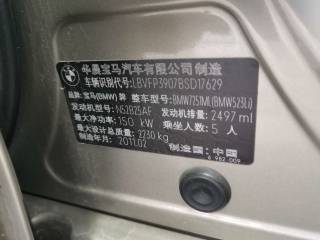 华晨宝马汽车有限公司制造
车辆识别代号:LBVFP3907BSD17629
品牌:宝马(BMW)牌 整车型号:BMW7251ML(BMW523Li)
发动机型号:N52B25AF 发动机排量:2497 ml
最大净功率:150 kW 乘坐人数:5 人
最大总质量:2230 kg
制造年月:2011.02
制造国:中国
6 982 009